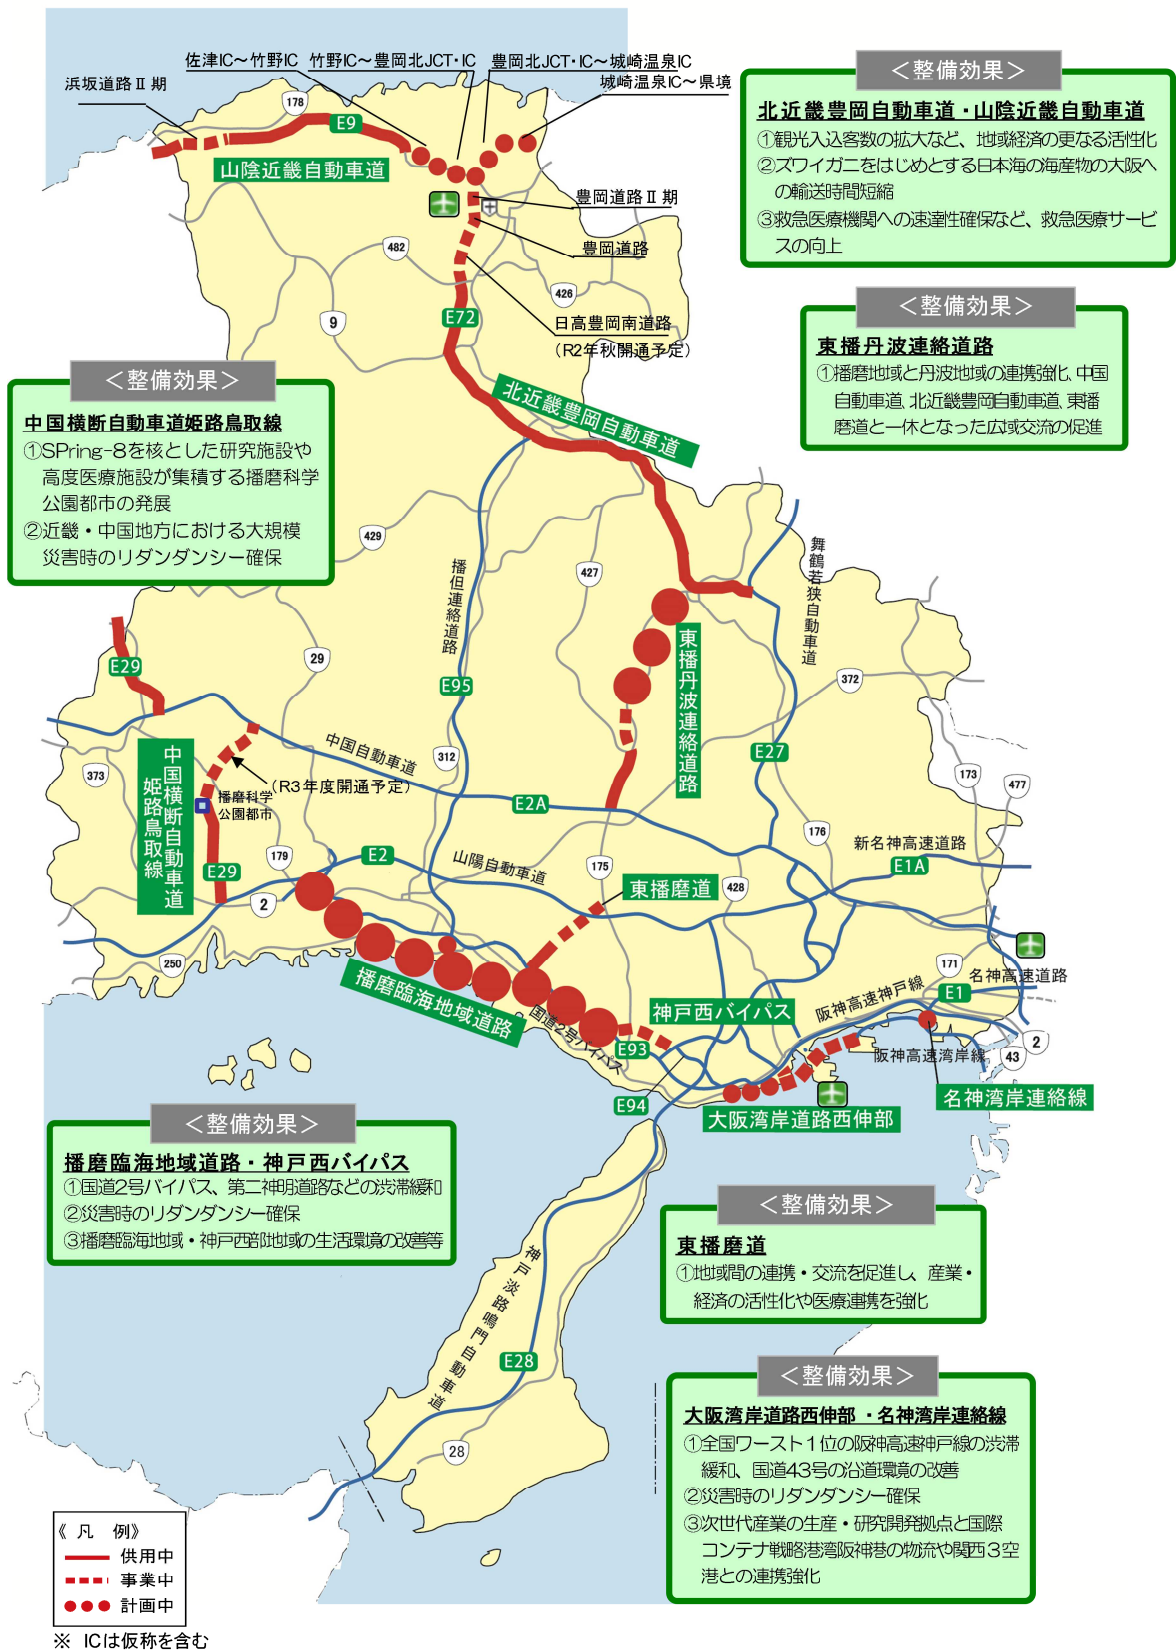 佐津IC～竹野IC
竹野IC～豊岡北JCT・IC
豊岡北JCT・IC～城崎温泉IC
城崎温泉IC～県境
浜坂道路Ⅱ期
178
E9
山陰近畿自動車道
豊岡道路Ⅱ期
豊岡道路
482
426
9
E72
日高豊岡南道路
(R2年秋開通予定)
北近畿豊岡自動車道
＜整備効果＞
北近畿豊岡自動車道・山陰近畿自動車道
①観光入込客数の拡大など、地域経済の更なる活性化
②ズワイガニをはじめとする日本海の海産物の大阪へ
の輸送時間短縮
③救急医療機関への速達性確保など、救急医療サービ
スの向上
＜整備効果＞
東播丹波連絡道路
①播磨地域と丹波地域の連携強化、中国
自動車道、北近畿豊岡自動車道、東播
磨道と一体となった広域交流の促進
＜整備効果＞
中国横断自動車道姫路鳥取線
①SPring-8を核とした研究施設や
高度医療施設が集積する播磨科学
公園都市の発展
②近畿・中国地方における大規模
災害時のリダンダンシー確保
429
427
播但連絡道路
舞鶴若狭自動車道
東播丹波連絡道路
E29
29
E95
372
312
E27
中国自動車道
373
173
477
中国横断自動車道
姫路鳥取線
(R3年度開通予定)
播磨科学
公園都市
E2A
176
新名神高速道路
E1A
179
E2
山陽自動車道
175
428
E29
2
東播磨道
250
171
名神高速道路
E1
播磨臨海地域道路
国道2号バイパス
神戸西バイパス
阪神高速神戸線
E93
2
43
阪神高速湾岸線
E94
名神湾岸連絡線
大阪湾岸道路西伸部
＜整備効果＞
播磨臨海地域道路・神戸西バイパス
①国道2号バイパス、第二神明道路などの渋滞緩和
②災害時のリダンダンシー確保
③播磨臨海地域・神戸西部地域の生活環境の改善等
＜整備効果＞
東播磨道
①地域間の連携・交流を促進し、産業・
経済の活性化や医療連携を強化
神戸淡路鳴門自動車道
E28
28
＜整備効果＞
大阪湾岸道路西伸部・名神湾岸連絡線
①全国ワースト１位の阪神高速神戸線の渋滞
緩和、国道43号の沿道環境の改善
②災害時のリダンダンシー確保
③次世代産業の生産・研究開発拠点と国際
コンテナ戦略港湾阪神港の物流や関西３空
港との連携強化
《凡　例》
供用中
事業中
計画中
※ ICは仮称を含む